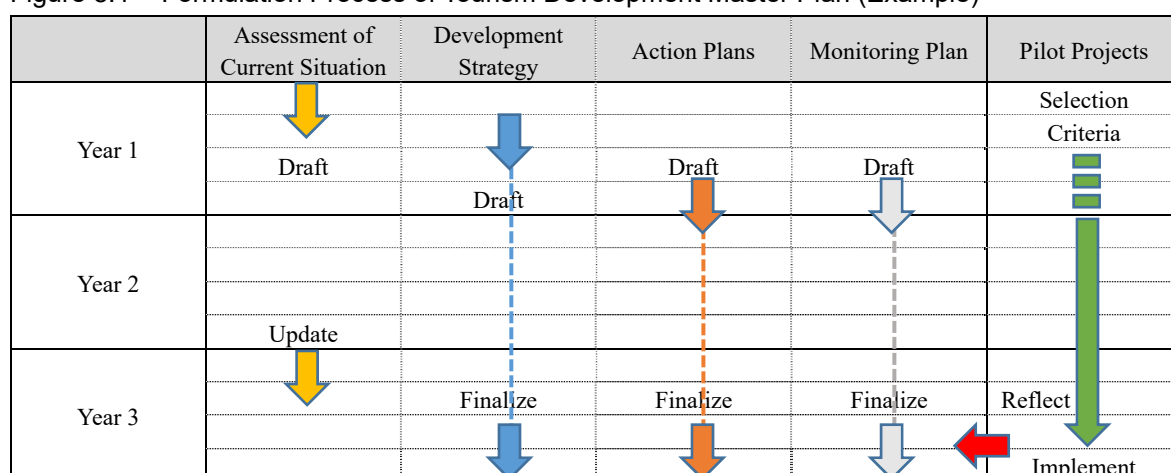 Assessment of
Current Situation
Development
Strategy
Action Plans
Monitoring Plan
Pilot Projects
Year 1
Selection
Criteria
Draft
Draft
Draft
Draft
Year 2
Update
Year 3
Finalize
Finalize
Finalize
Reflect
Implement